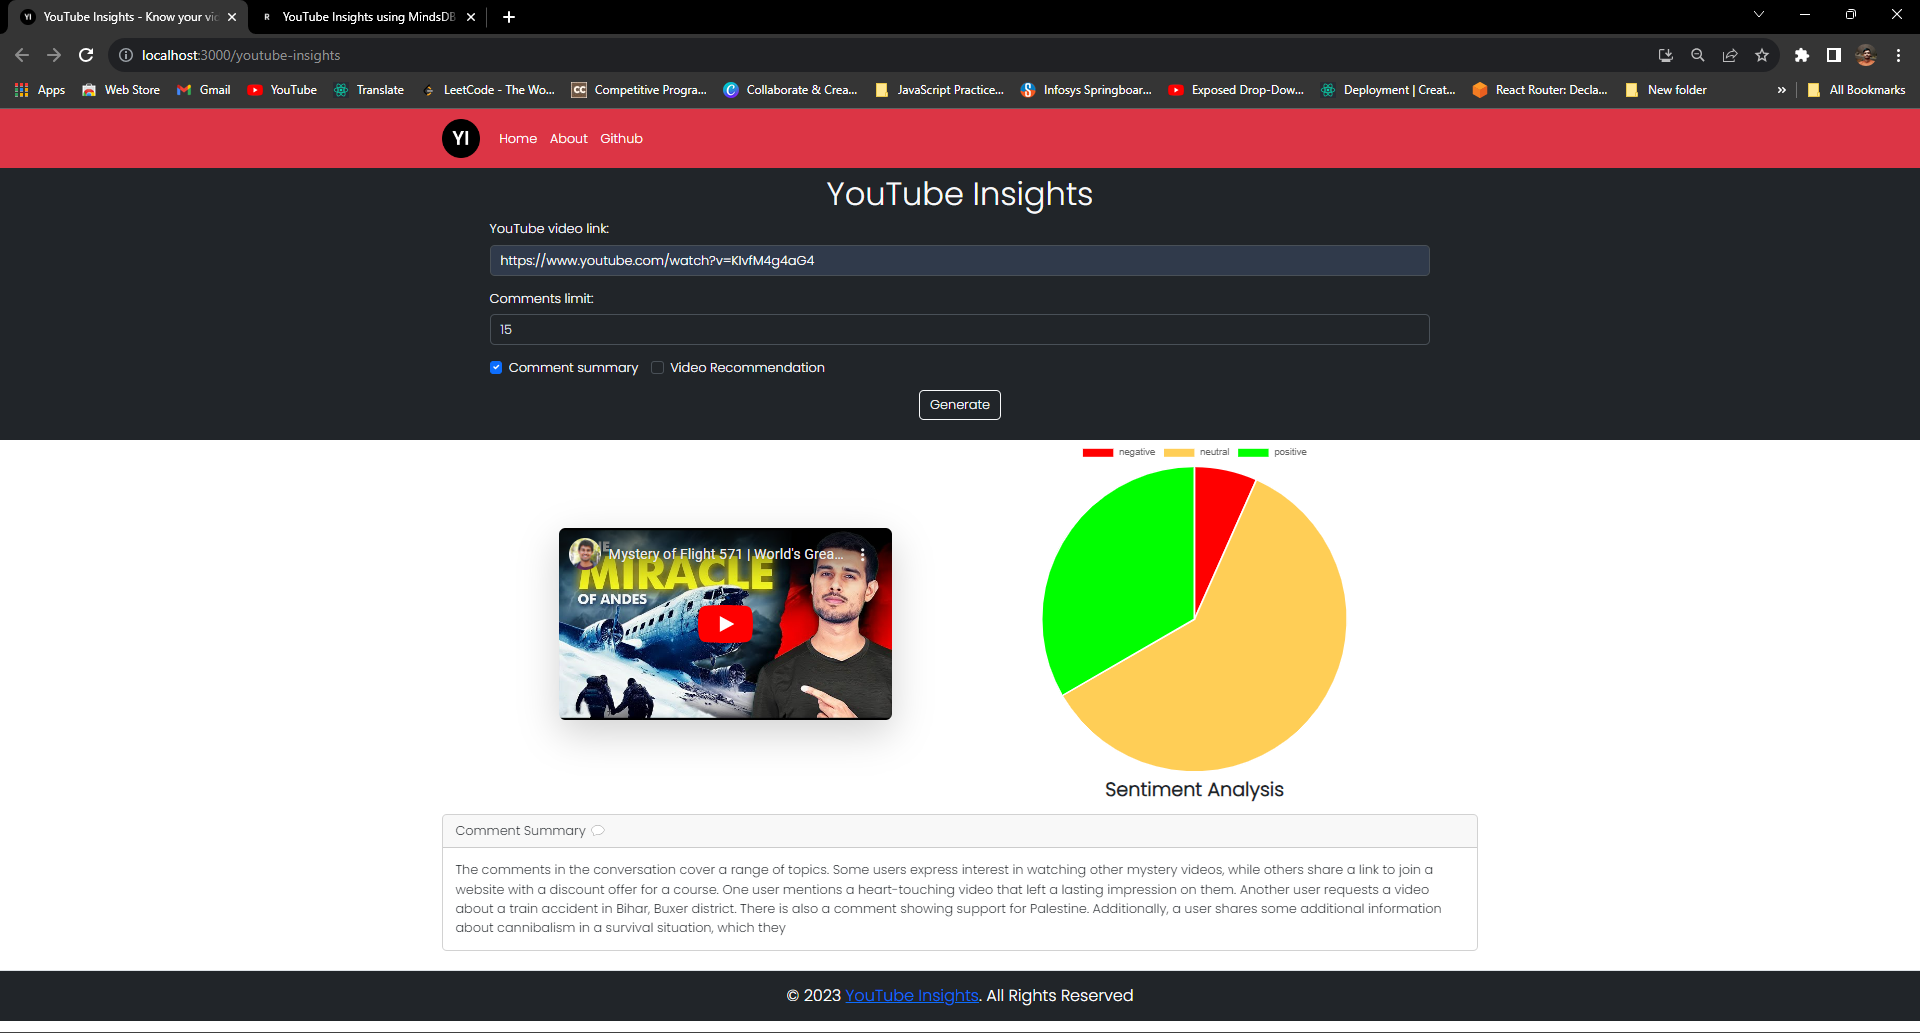 YI YouTube Insights - Know your vic
R YouTube Insights using MindsDB
localhost:3000/youtube-insights
Apps Web Store Gmail YouTube Translate LeetCode - The Wo... CC Competitive Progra... Collaborate & Crea... JavaScript Practice... Infosys Springboar... Exposed Drop-Dow... Deployment | Creat... React Router: Decla... New folder » All Bookmarks
YI Home About Github
YouTube Insights
YouTube video link:
https://www.youtube.com/watch?v=KIvfM4g4aG4
Comments limit:
15
Comment summary Video Recommendation
Generate
negative neutral positive
Mystery of Flight 571 | World's Grea...
MIRACLE
OF ANDES
Sentiment Analysis
Comment Summary
The comments in the conversation cover a range of topics. Some users express interest in watching other mystery videos, while others share a link to join a
website with a discount offer for a course. One user mentions a heart-touching video that left a lasting impression on them. Another user requests a video
about a train accident in Bihar, Buxer district. There is also a comment showing support for Palestine. Additionally, a user shares some additional information
about cannibalism in a survival situation, which they
© 2023 YouTube Insights. All Rights Reserved